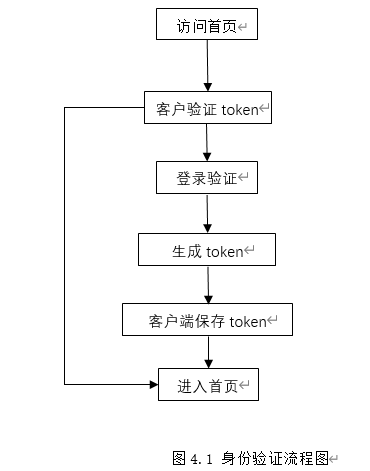 访问首页
客户验证 token
登录验证
生成 token
客户端保存 token
进入首页
图 4.1 身份验证流程图